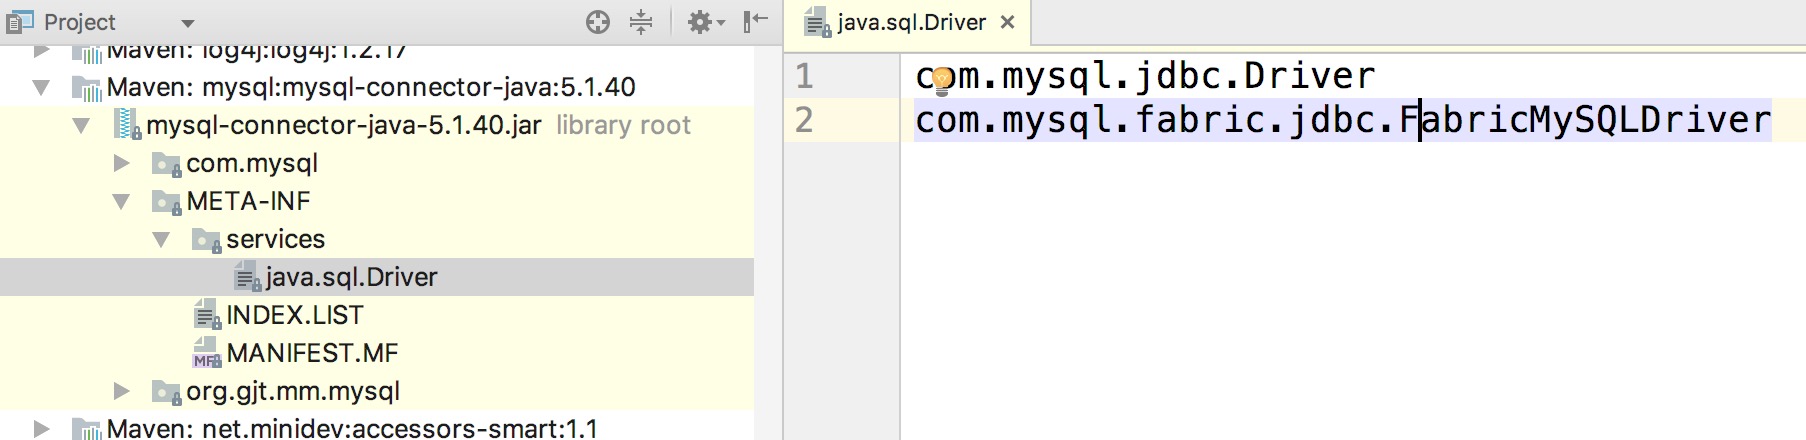 Project
Maven: log4j:log4j:1.2.17
Maven: mysql:mysql-connector-java:5.1.40
mysql-connector-java-5.1.40.jar library root
com.mysql
META-INF
services
java.sql.Driver
INDEX.LIST
MF MANIFEST.MF
org.gjt.mm.mysql
Maven: net.minidev:accessors-smart:1.1
java.sql.Driver
1 com.mysql.jdbc.Driver
2 com.mysql.fabric.jdbc.FabricMySQLDriver